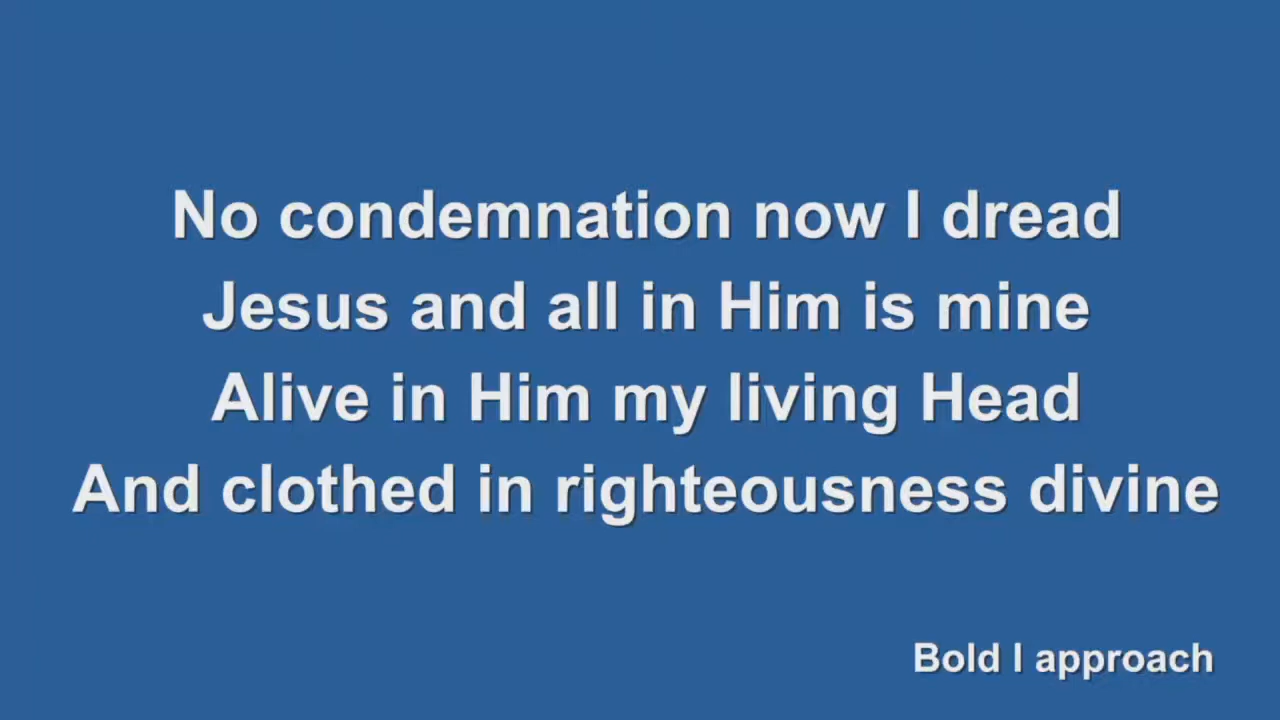 No condemnation now I dread
Jesus and all in Him is mine
Alive in Him my living Head
And clothed in righteousness divine
Bold I approach